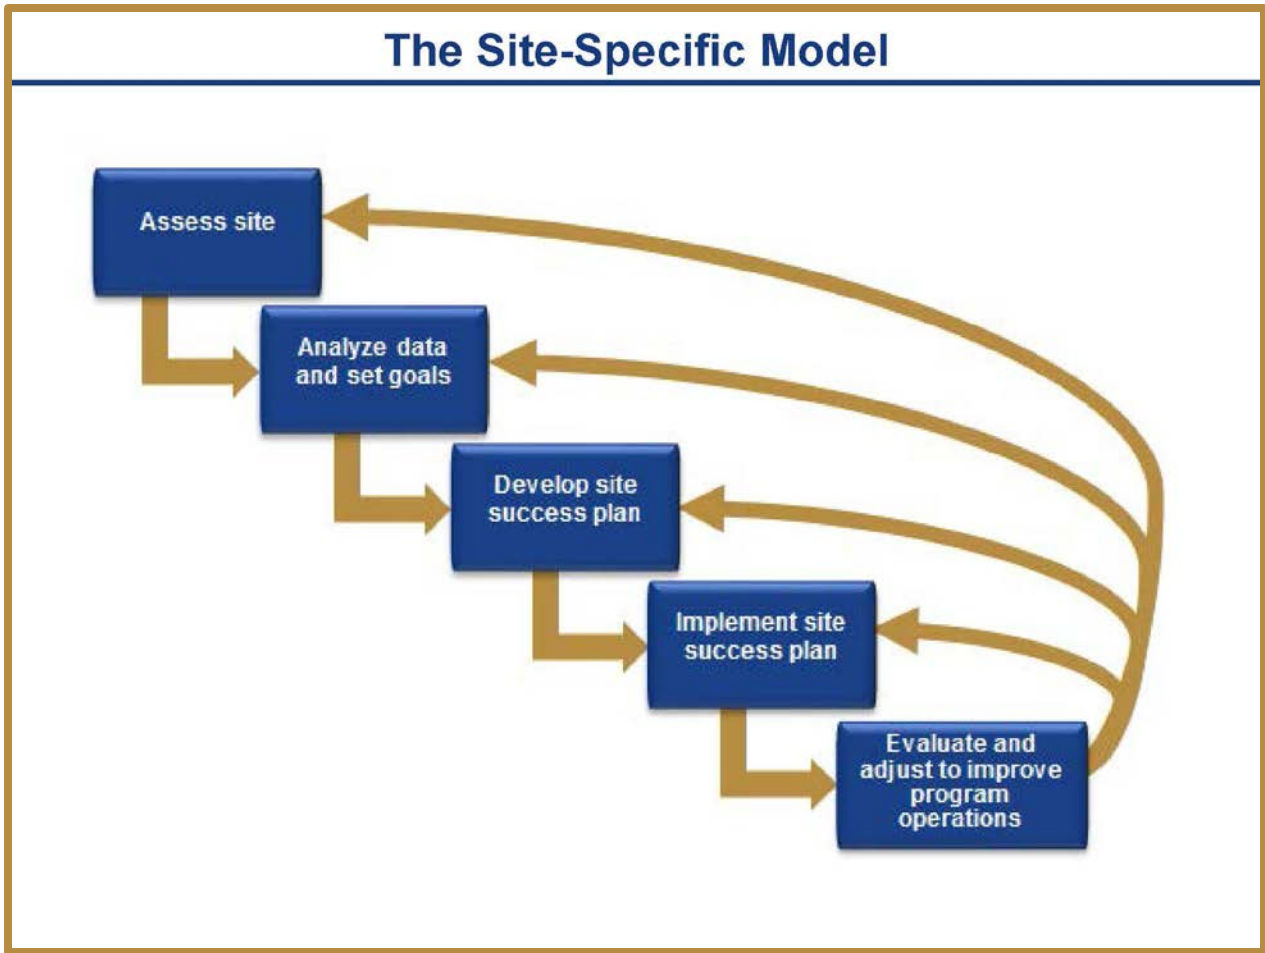 The Site-Specific Model
Assess site
Analyze data
and set goals
Develop site
success plan
Implement site
success plan
Evaluate and
adjust to improve
program
operations